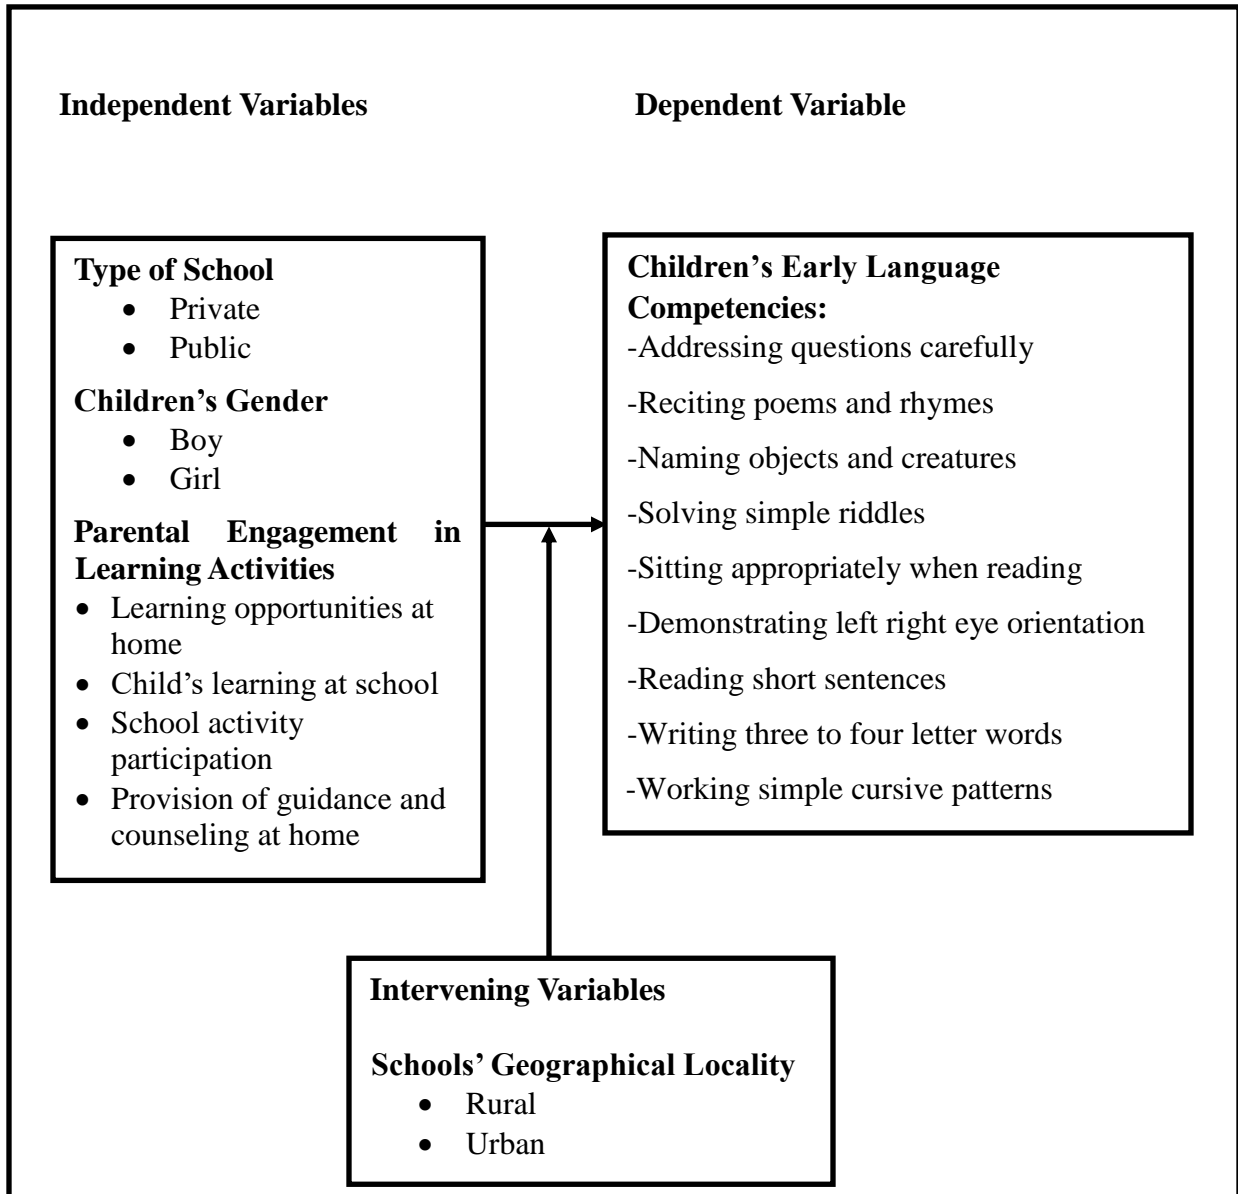 Independent Variables
Dependent Variable
Type of School
• Private
• Public
Children’s Gender
• Boy
• Girl
Parental Engagement in
Learning Activities
• Learning opportunities at
home
• Child’s learning at school
• School activity
participation
• Provision of guidance and
counseling at home
Children’s Early Language
Competencies:
-Addressing questions carefully
-Reciting poems and rhymes
-Naming objects and creatures
-Solving simple riddles
-Sitting appropriately when reading
-Demonstrating left right eye orientation
-Reading short sentences
-Writing three to four letter words
-Working simple cursive patterns
Intervening Variables
Schools’ Geographical Locality
• Rural
• Urban